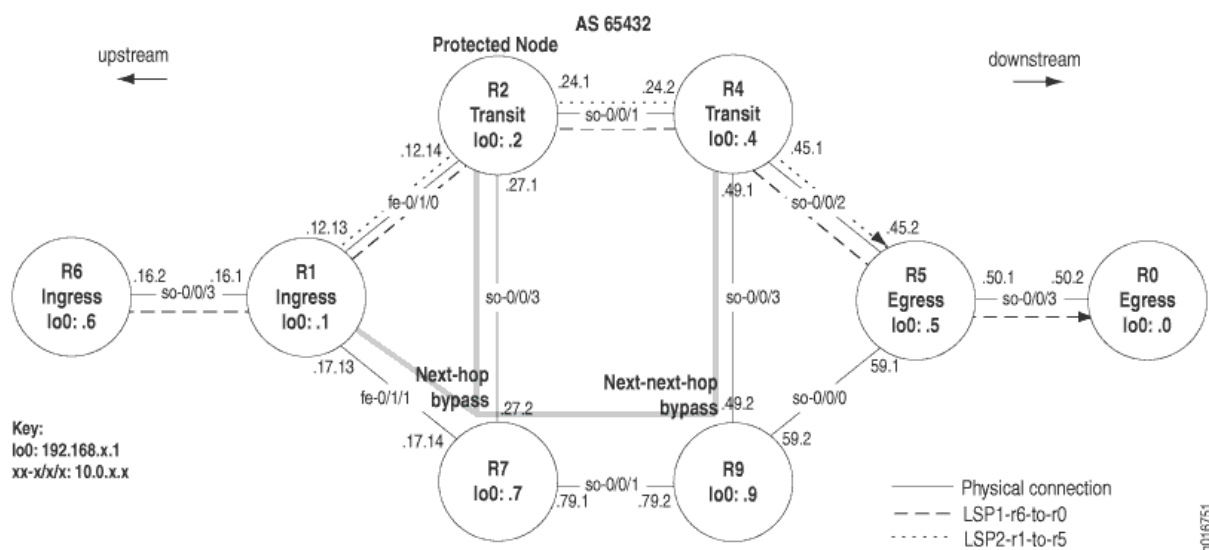 AS 65432
upstream
Protected Node
downstream
R2
Transit
lo0: .2
.24.1
.24.2
so-0/0/1
R4
Transit
lo0: .4
.12.14
.27.1
.49.1
.45.1
fe-0/1/0
so-0/0/2
.12.13
.45.2
R6
Ingress
lo0: .6
.16.2
.16.1
so-0/0/3
R1
Ingress
lo0: .1
so-0/0/3
so-0/0/3
R5
Egress
lo0: .5
.50.1
.50.2
so-0/0/3
R0
Egress
lo0: .0
.17.13
59.1
fe-0/1/1
Next-hop
bypass
Next-next-hop
bypass
so-0/0/0
.27.2
.49.2
.17.14
59.2
Key:
lo0: 192.168.x.1
xx-x/x/x: 10.0.x.x
R7
lo0: .7
.79.1
so-0/0/1
.79.2
R9
lo0: .9
Physical connection
LSP1-r6-to-r0
LSP2-r1-to-r5
g016751